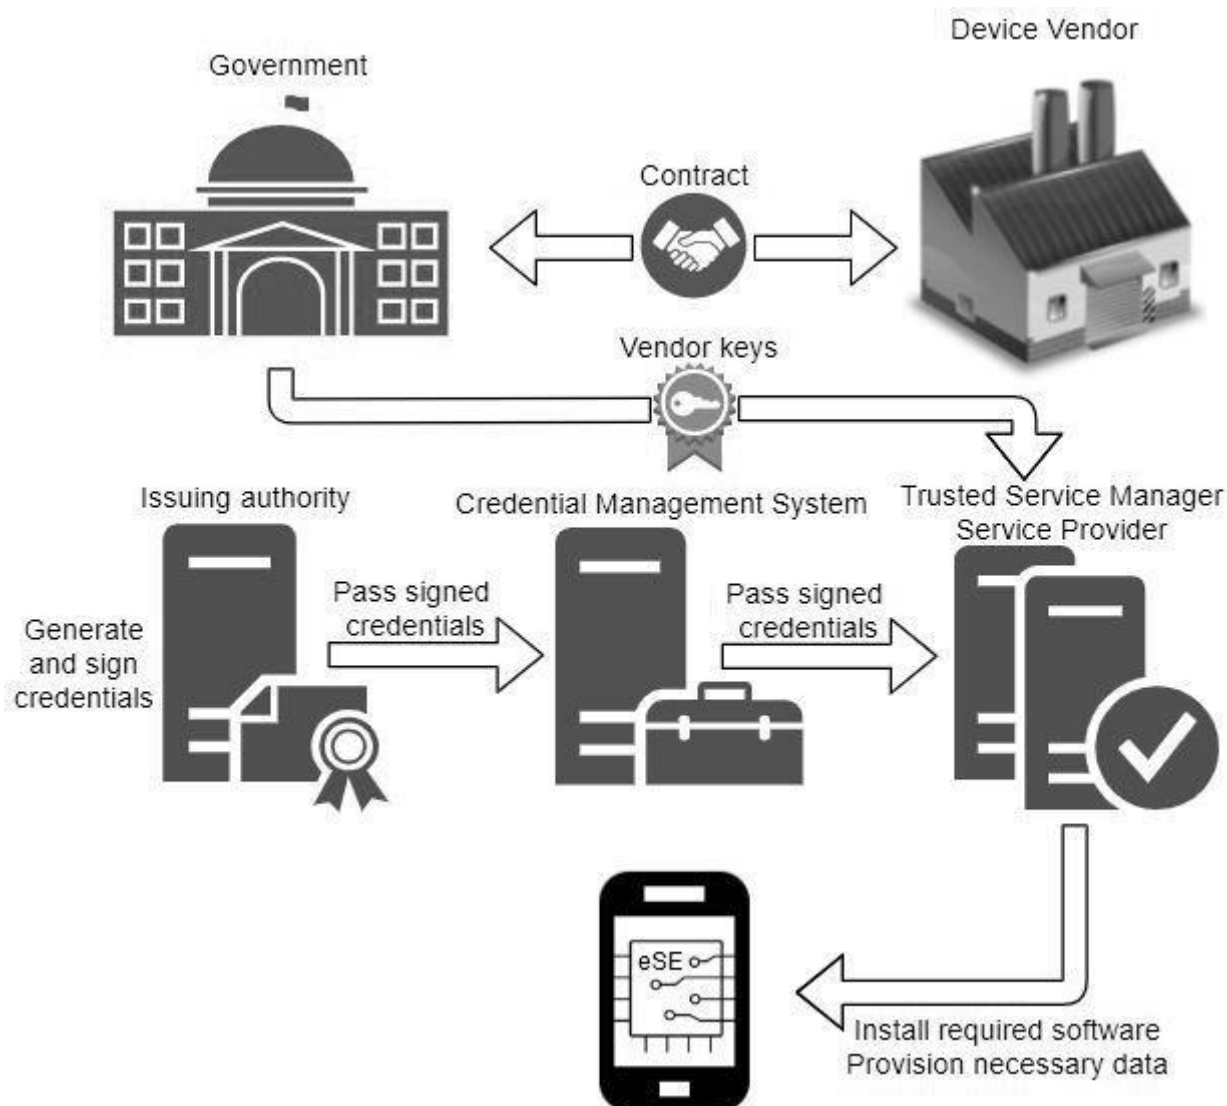 Device Vendor
Government
Contract
Vendor keys
Issuing authority
Credential Management System
Trusted Service Manager
Service Provider
Generate
and sign
credentials
Pass signed
credentials
Pass signed
credentials
eSE
Install required software
Provision necessary data